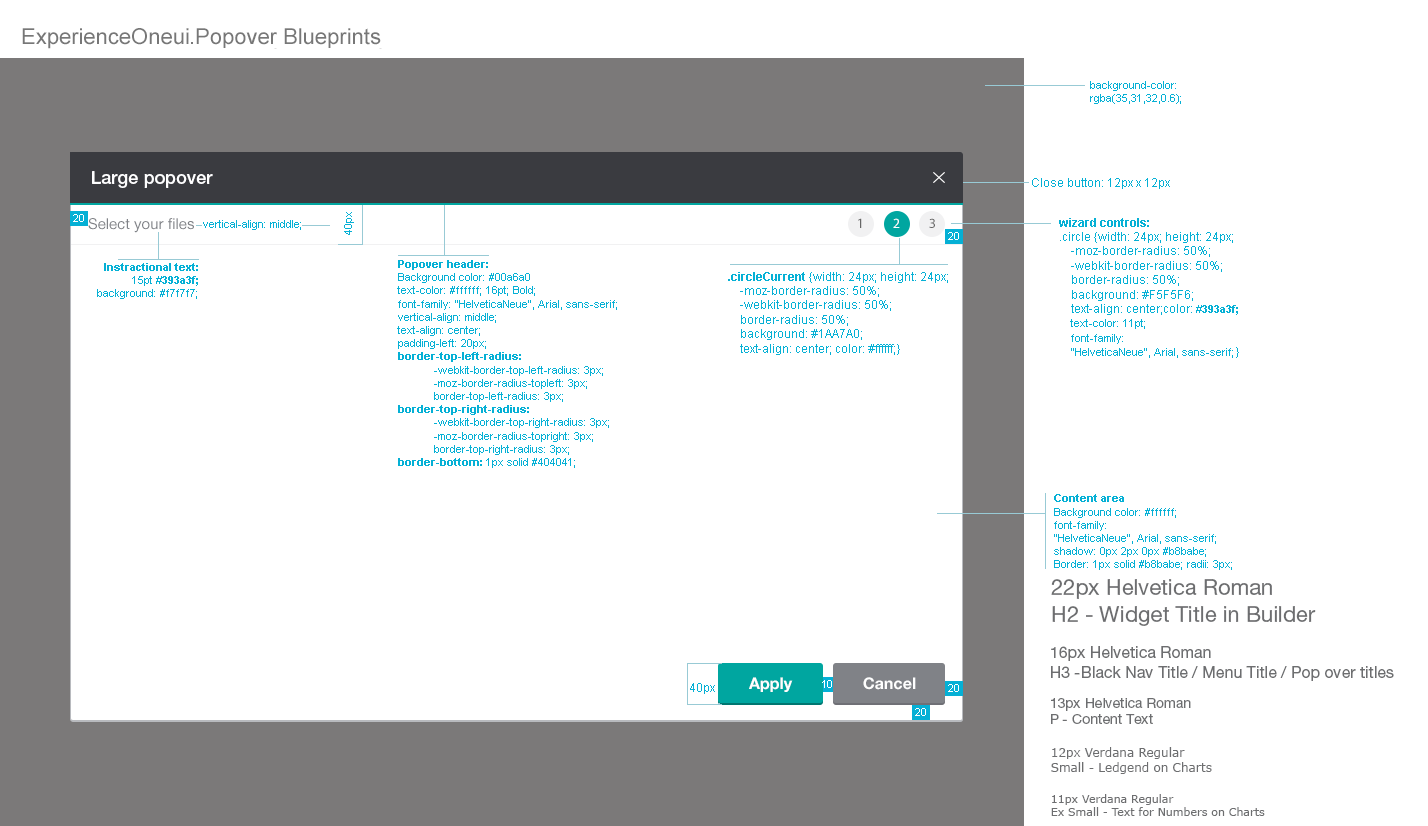 ExperienceOneui.Popover Blueprints
background-color:
rgba(35,31,32,0.6);
Large popover
Close button: 12px x 12px
20
Select your files
vertical-align: middle;
40px
1
2
3
20
wizard controls:
.circle {width: 24px; height: 24px;
-moz-border-radius: 50%;
-webkit-border-radius: 50%;
border-radius: 50%;
background: #F5F5F6;
text-align: center;color: #393a3f;
text-color: 11pt;
font-family:
"HelveticaNeue", Arial, sans-serif; }
Instractional text:
15pt #393a3f;
background: #f7f7f7;
Popover header:
Background color: #00a6a0
text-color: #ffffff; 16pt; Bold;
font-family: "HelveticaNeue", Arial, sans-serif;
vertical-align: middle;
text-align: center;
padding-left: 20px;
border-top-left-radius:
-webkit-border-top-left-radius: 3px;
-moz-border-radius-topleft: 3px;
border-top-left-radius: 3px;
border-top-right-radius:
-webkit-border-top-right-radius: 3px;
-moz-border-radius-topright: 3px;
border-top-right-radius: 3px;
border-bottom: 1px solid #404041;
.circleCurrent {width: 24px; height: 24px;
-moz-border-radius: 50%;
-webkit-border-radius: 50%;
border-radius: 50%;
background: #1AA7A0;
text-align: center; color: #ffffff;}
Content area
Background color: #ffffff;
font-family:
"HelveticaNeue", Arial, sans-serif;
shadow: 0px 2px 0px #b8babe;
Border: 1px solid #b8babe; radii: 3px;
22px Helvetica Roman
H2 - Widget Title in Builder
16px Helvetica Roman
H3 -Black Nav Title / Menu Title / Pop over titles
13px Helvetica Roman
P - Content Text
12px Verdana Regular
Small - Ledgend on Charts
11px Verdana Regular
Ex Small - Text for Numbers on Charts
40px
Apply
10
Cancel
20
20